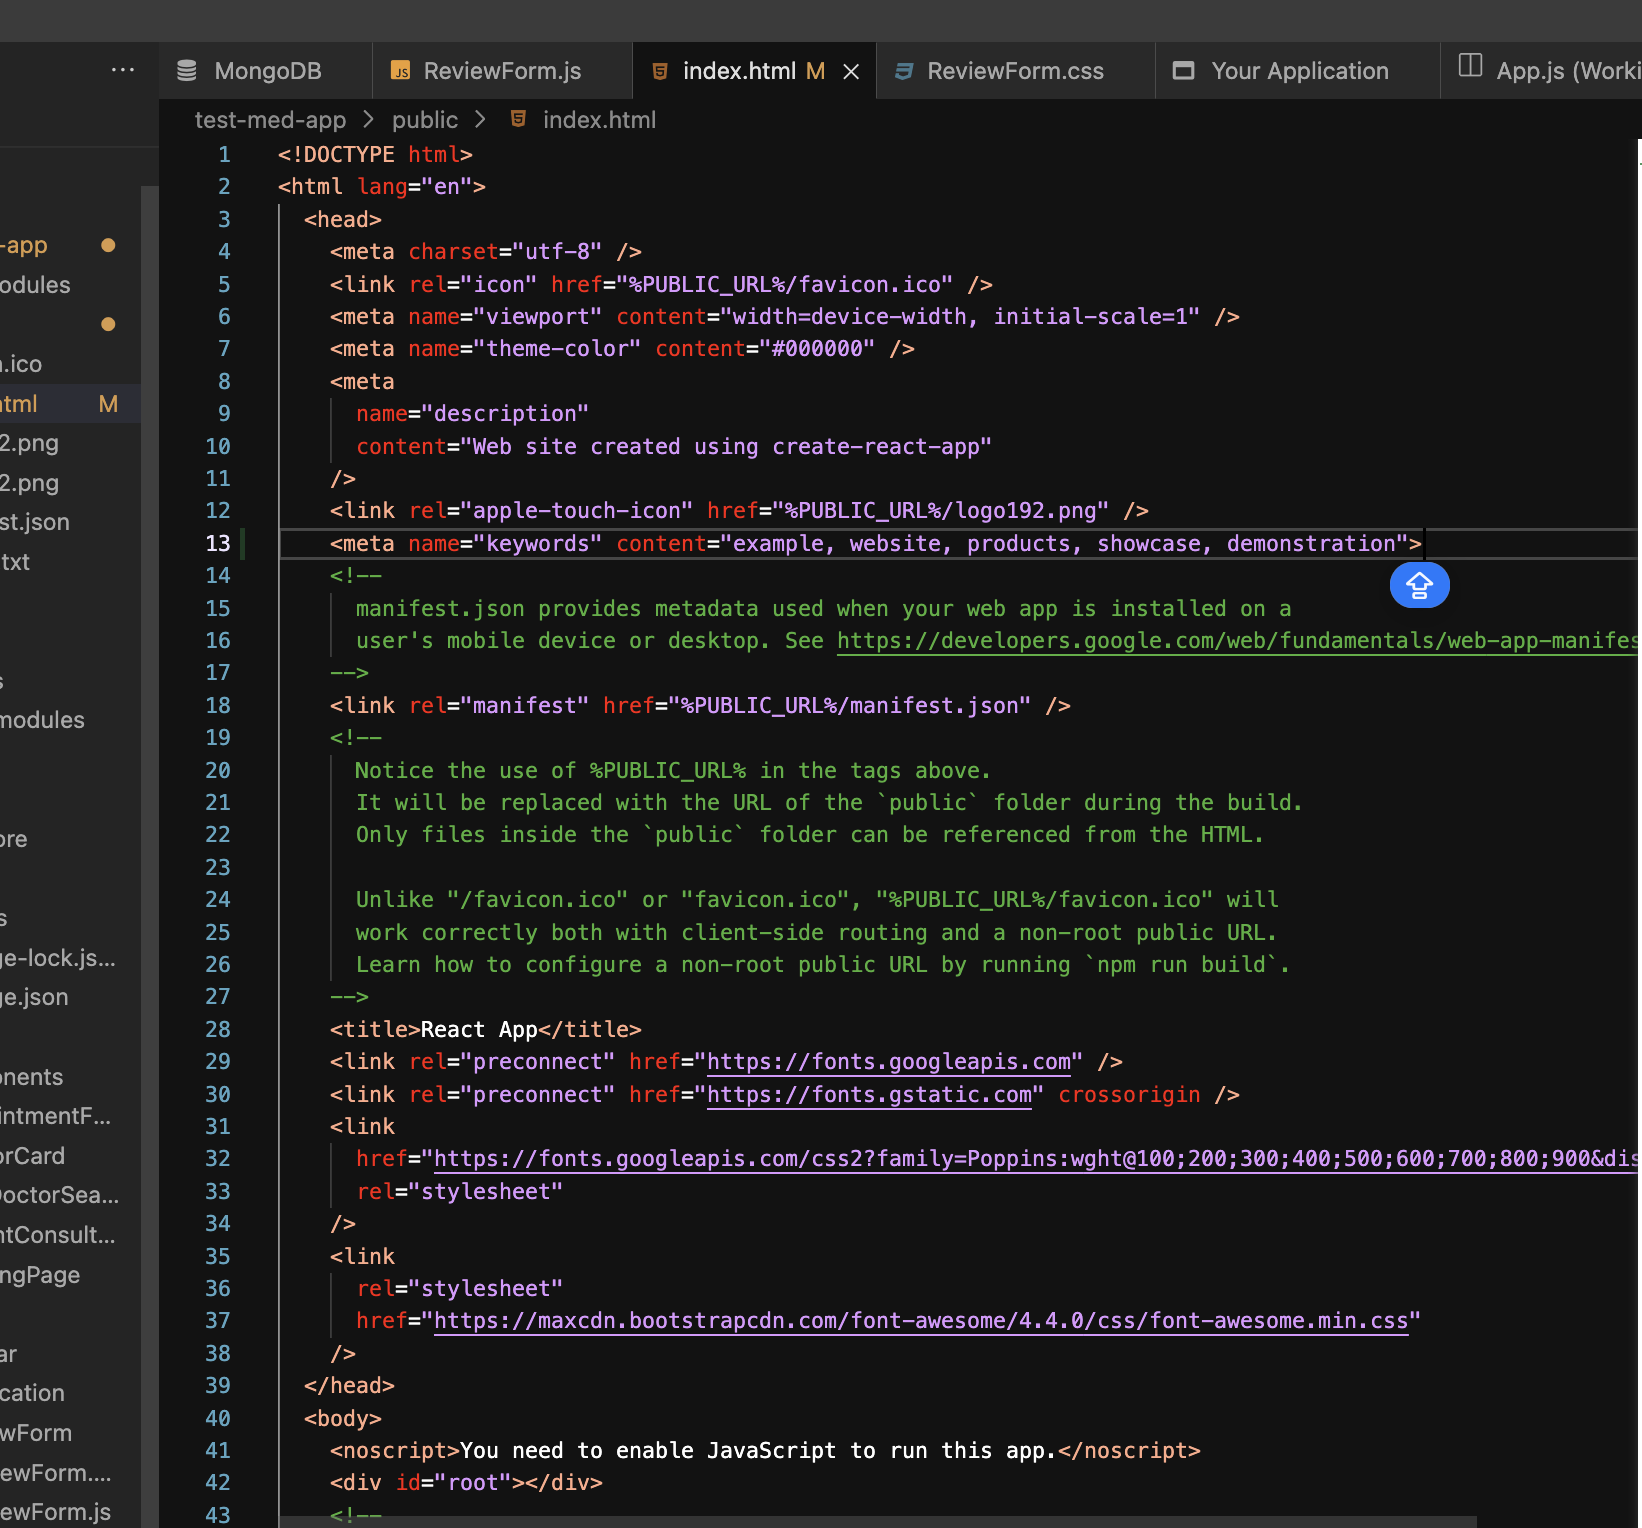 MongoDB
ReviewForm.js
index.html M
ReviewForm.css
Your Application
App.js (Worki
test-med-app > public > index.html
-app
odules
.ico
html M
2.png
2.png
st.json
txt
s
modules
ore
s
ge-lock.js...
ge.json
onents
intmentF...
orCard
DoctorSea...
ntConsult...
ngPage
ar
cation
wForm
ewForm....
ewForm.js
1 <!DOCTYPE html>
2 <html lang="en">
3 <head>
4 <meta charset="utf-8" />
5 <link rel="icon" href="%PUBLIC_URL%/favicon.ico" />
6 <meta name="viewport" content="width=device-width, initial-scale=1" />
7 <meta name="theme-color" content="#000000" />
8 <meta
9 name="description"
10 content="Web site created using create-react-app"
11 />
12 <link rel="apple-touch-icon" href="%PUBLIC_URL%/logo192.png" />
13 <meta name="keywords" content="example, website, products, showcase, demonstration">
14 <!--
15 manifest.json provides metadata used when your web app is installed on a
16 user's mobile device or desktop. See https://developers.google.com/web/fundamentals/web-app-manifes
17 -->
18 <link rel="manifest" href="%PUBLIC_URL%/manifest.json" />
19 <!--
20 Notice the use of %PUBLIC_URL% in the tags above.
21 It will be replaced with the URL of the `public` folder during the build.
22 Only files inside the `public` folder can be referenced from the HTML.
23
24 Unlike "/favicon.ico" or "favicon.ico", "%PUBLIC_URL%/favicon.ico" will
25 work correctly both with client-side routing and a non-root public URL.
26 Learn how to configure a non-root public URL by running `npm run build`.
27 -->
28 <title>React App</title>
29 <link rel="preconnect" href="https://fonts.googleapis.com" />
30 <link rel="preconnect" href="https://fonts.gstatic.com" crossorigin />
31 <link
32 href="https://fonts.googleapis.com/css2?family=Poppins:wght@100;200;300;400;500;600;700;800;900&dis
33 rel="stylesheet"
34 />
35 <link
36 rel="stylesheet"
37 href="https://maxcdn.bootstrapcdn.com/font-awesome/4.4.0/css/font-awesome.min.css"
38 />
39 </head>
40 <body>
41 <noscript>You need to enable JavaScript to run this app.</noscript>
42 <div id="root"></div>
43 <!--